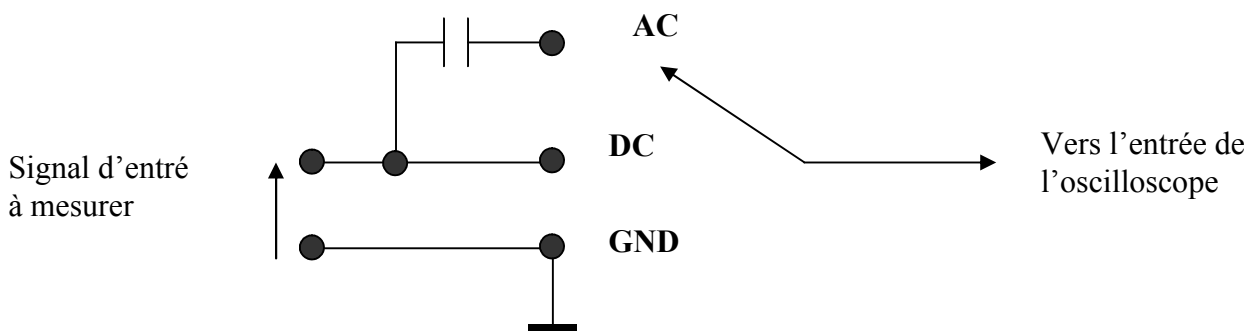 AC
Signal d'entré
à mesurer
DC
GND
Vers l'entrée de
l'oscilloscope